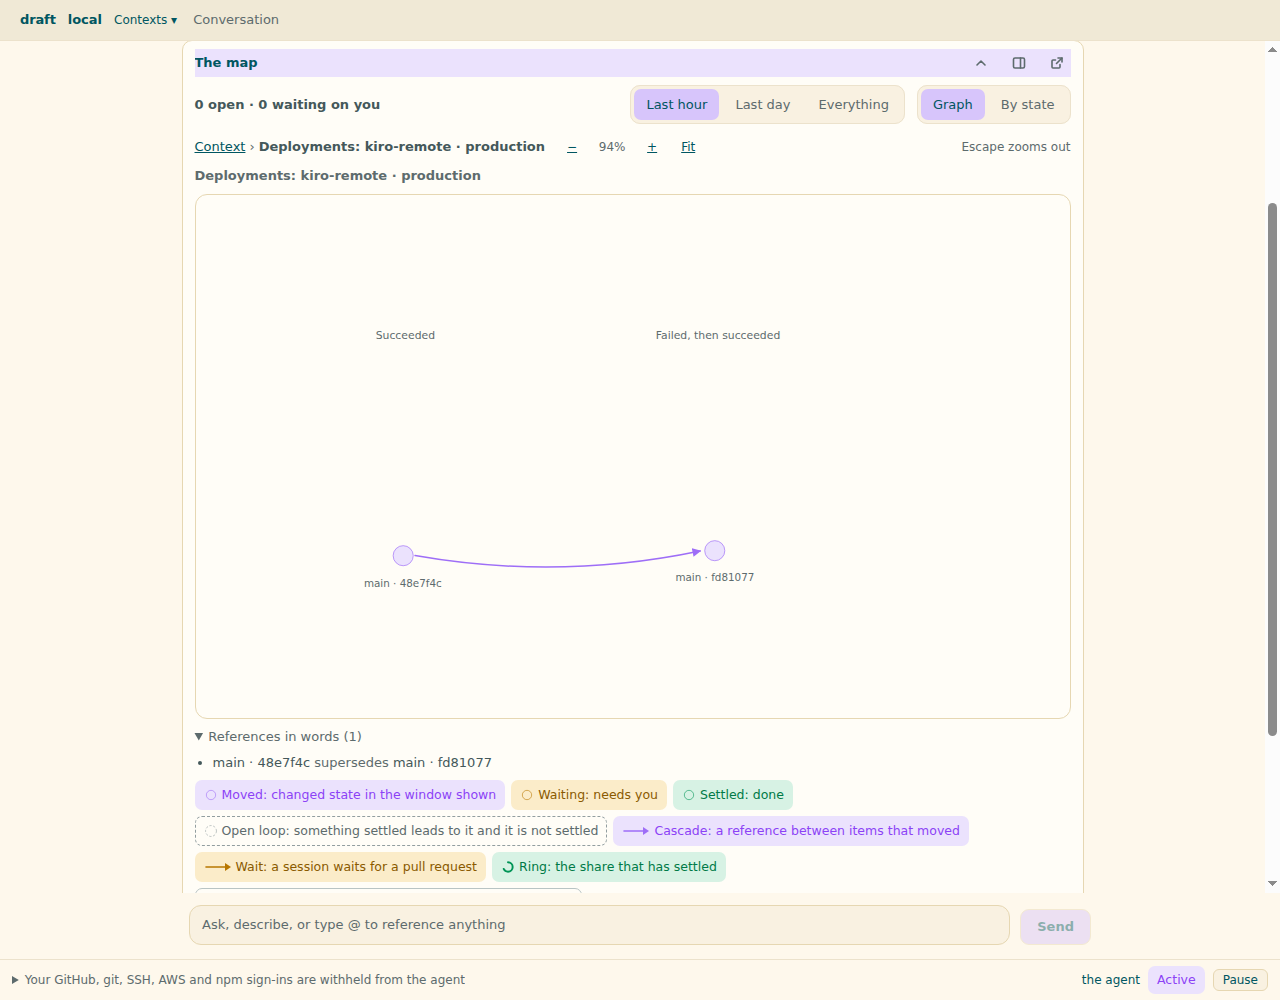 draft local Contexts ▾ Conversation
The map
0 open · 0 waiting on you Last hour Last day Everything Graph By state
Context › Deployments: kiro-remote · production − 94% + Fit Escape zooms out
Deployments: kiro-remote · production
Succeeded Failed, then succeeded
main · 48e7f4c main · fd81077
▼ References in words (1)
• main · 48e7f4c supersedes main · fd81077
Moved: changed state in the window shown Waiting: needs you Settled: done
Open loop: something settled leads to it and it is not settled Cascade: a reference between items that moved
Wait: a session waits for a pull request Ring: the share that has settled
Ask, describe, or type @ to reference anything Send
▶ Your GitHub, git, SSH, AWS and npm sign-ins are withheld from the agent the agent Active Pause